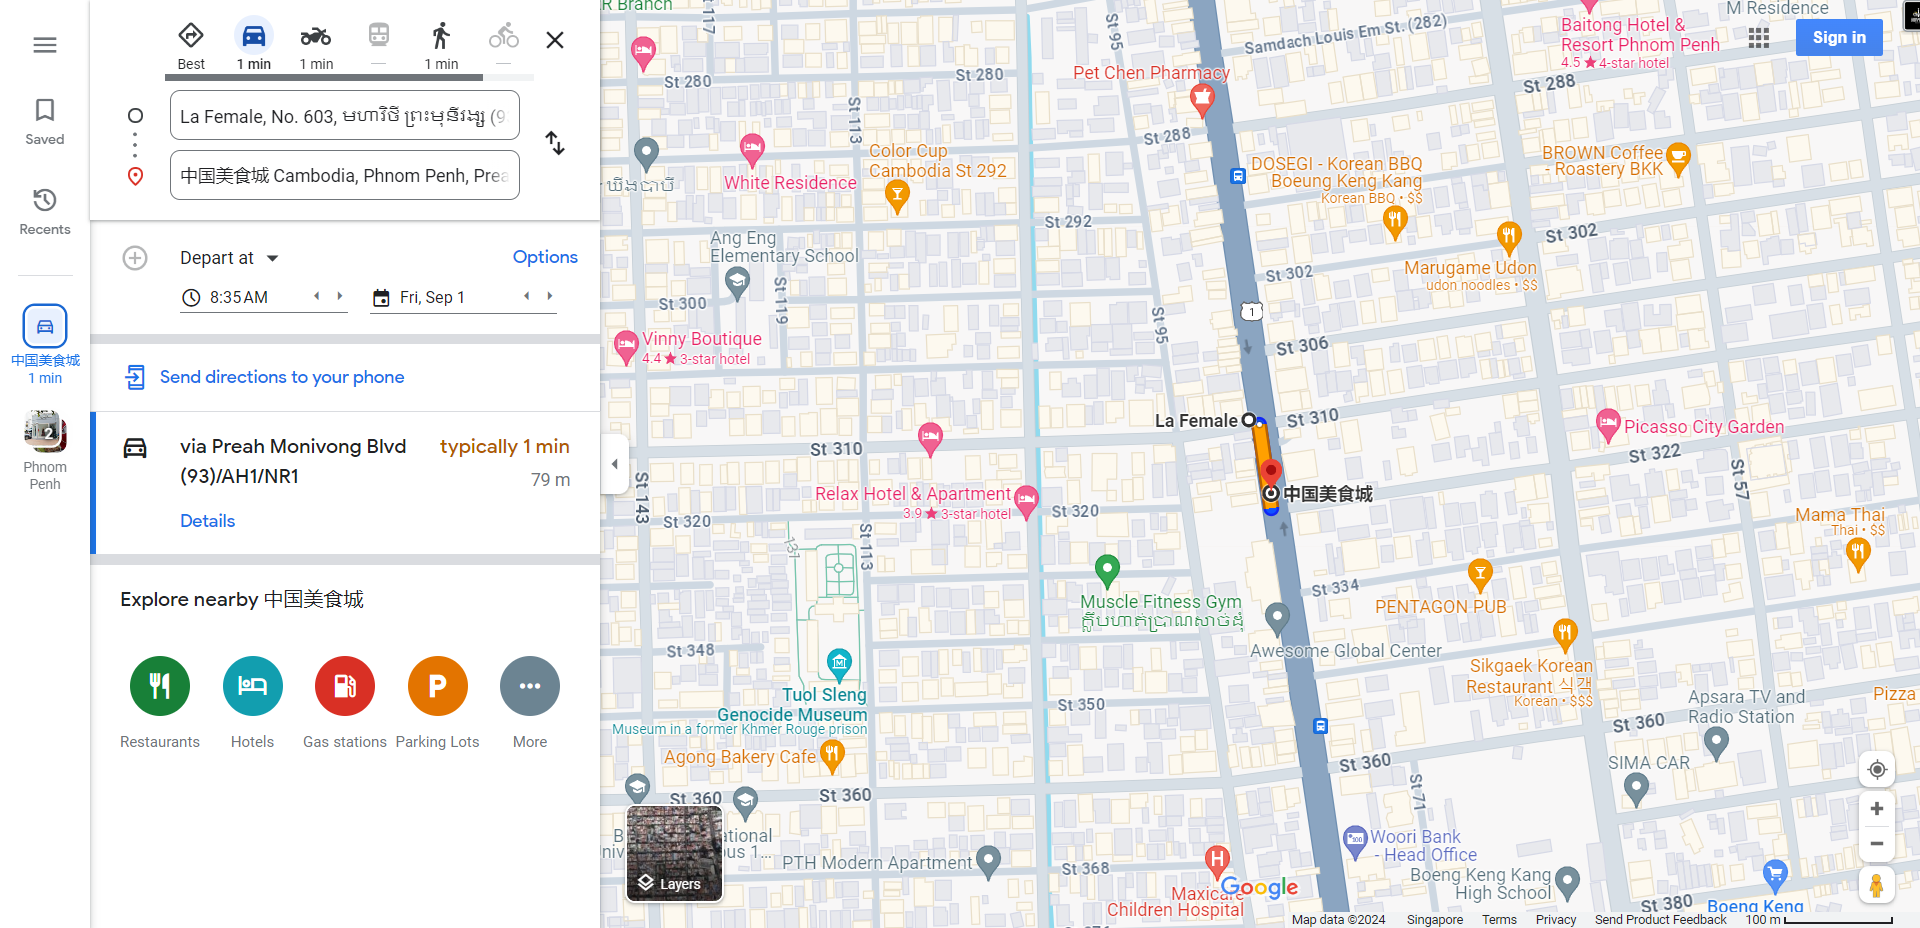 Best
1 min
1 min
—
1 min
—
Saved
Recents
中国美食城
1 min
Phnom
Penh
2
La Female, No. 603, មហាវិថី ព្រះមុនីវង្ស (9
中国美食城 Cambodia, Phnom Penh, Prea
Depart at
Options
8:35 AM
Fri, Sep 1
Send directions to your phone
via Preah Monivong Blvd
(93)/AH1/NR1
typically 1 min
79 m
Details
Explore nearby 中国美食城
Restaurants
Hotels
Gas stations
Parking Lots
More
R Branch
117
St 95
Samdach Louis Em St. (282)
M Residence
Baitong Hotel &
Resort Phnom Penh
4.5 ★ 4-star hotel
Sign in
St 280
St 280
Pet Chen Pharmacy
St 288
St 113
St 288
Color Cup
Cambodia St 292
White Residence
DOSEGI - Korean BBQ
Boeung Keng Kang
Korean BBQ • $$
BROWN Coffee
- Roastery BKK
St 292
St 302
Ang Eng
Elementary School
St 302
Marugame Udon
udon noodles • $$
St 300
St 119
1
St 95
St 306
Vinny Boutique
4.4 ★ 3-star hotel
La Female
St 310
Picasso City Garden
St 310
St 322
St 57
St 143
Relax Hotel & Apartment
3.9 ★ 3-star hotel
中国美食城
St 320
St 320
Mama Thai
Thai • $$
131
St 113
Muscle Fitness Gym
St 334
PENTAGON PUB
St 348
Awesome Global Center
Sikgaek Korean
Restaurant 식객
Korean • $$$
Tuol Sleng
Genocide Museum
Museum in a former Khmer Rouge prison
St 350
Apsara TV and
Radio Station
Pizza
St 360
Agong Bakery Cafe
St 360
SIMA CAR
St 71
St 360
St 360
Layers
PTH Modern Apartment
St 368
Woori Bank
- Head Office
Boeng Keng Kang
High School
Maxicare
Children Hospital
Google
St 380
Boeng Keng
Map data ©2024
Singapore
Terms
Privacy
Send Product Feedback
100 m